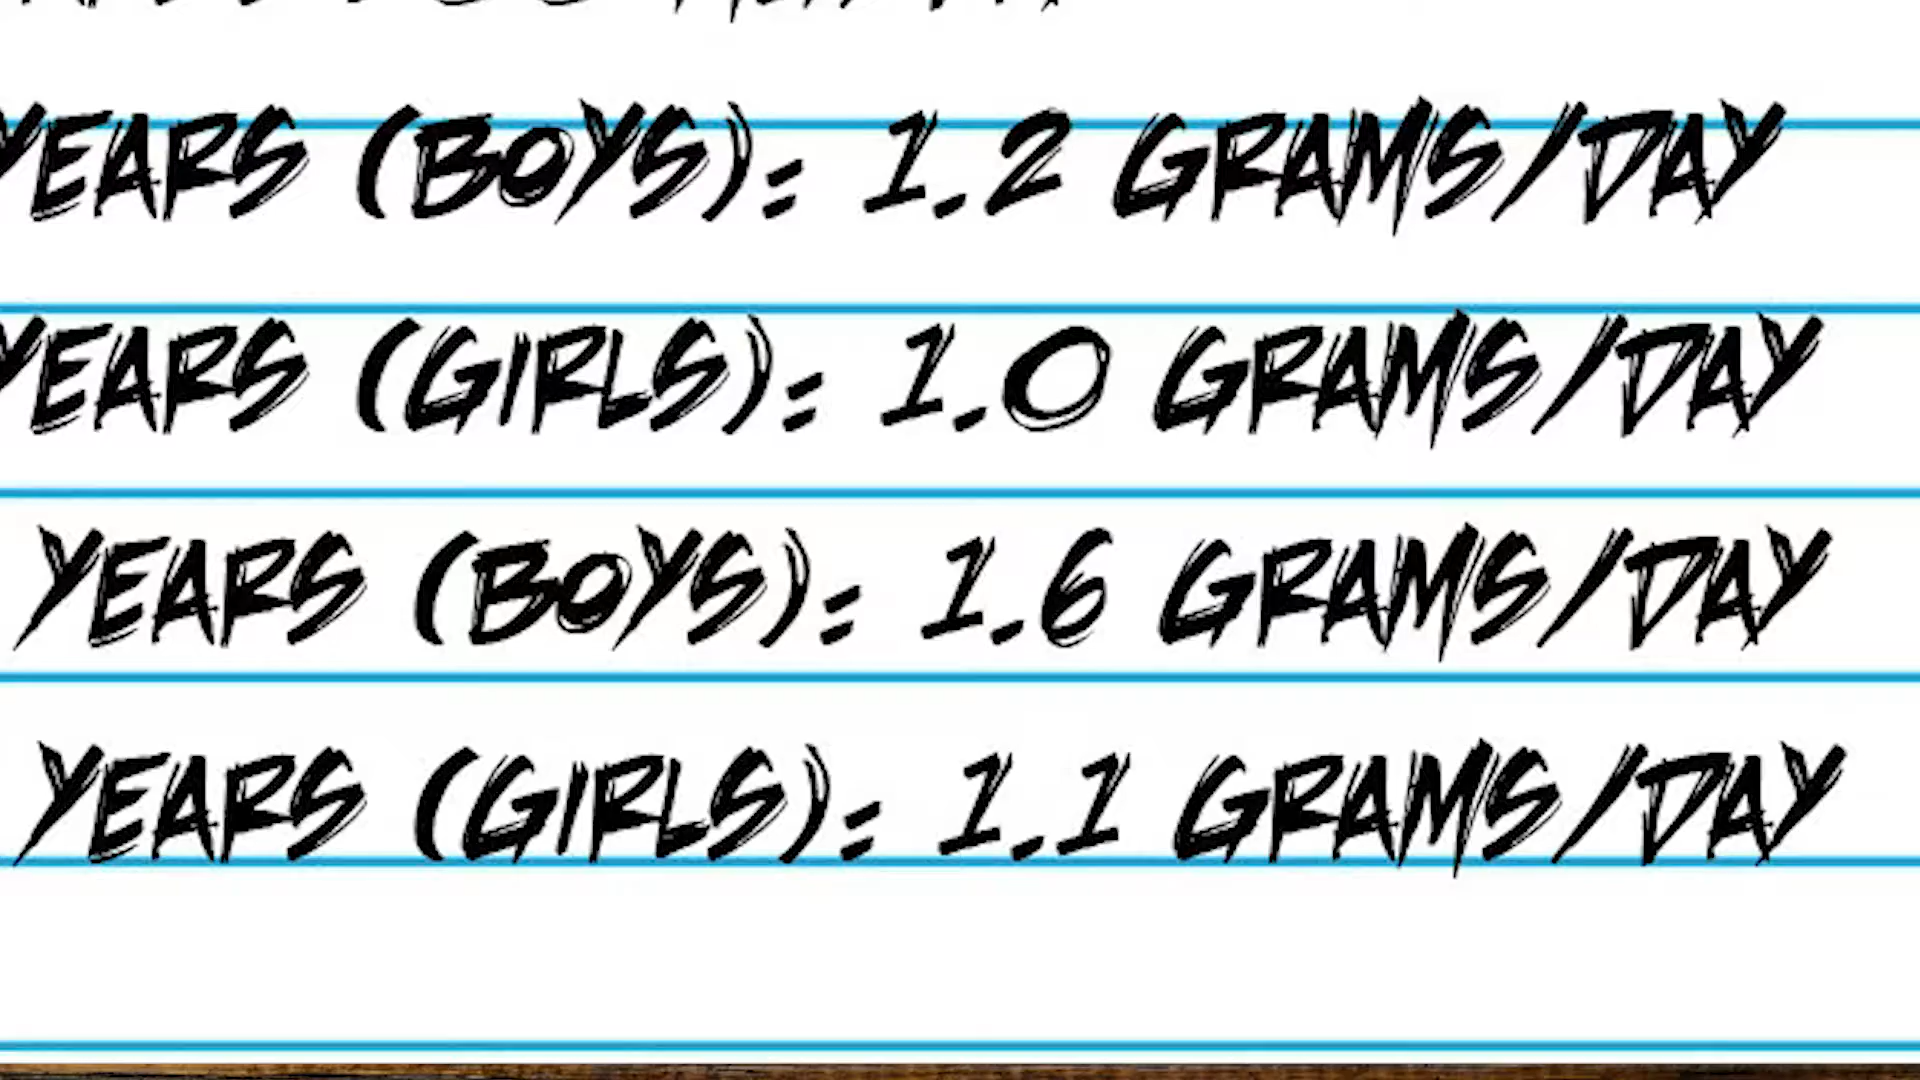 YEARS (BOYS): 1.2 GRAMS/DAY
YEARS (GIRLS): 1.0 GRAMS/DAY
YEARS (BOYS): 1.6 GRAMS/DAY
YEARS (GIRLS): 1.1 GRAMS/DAY